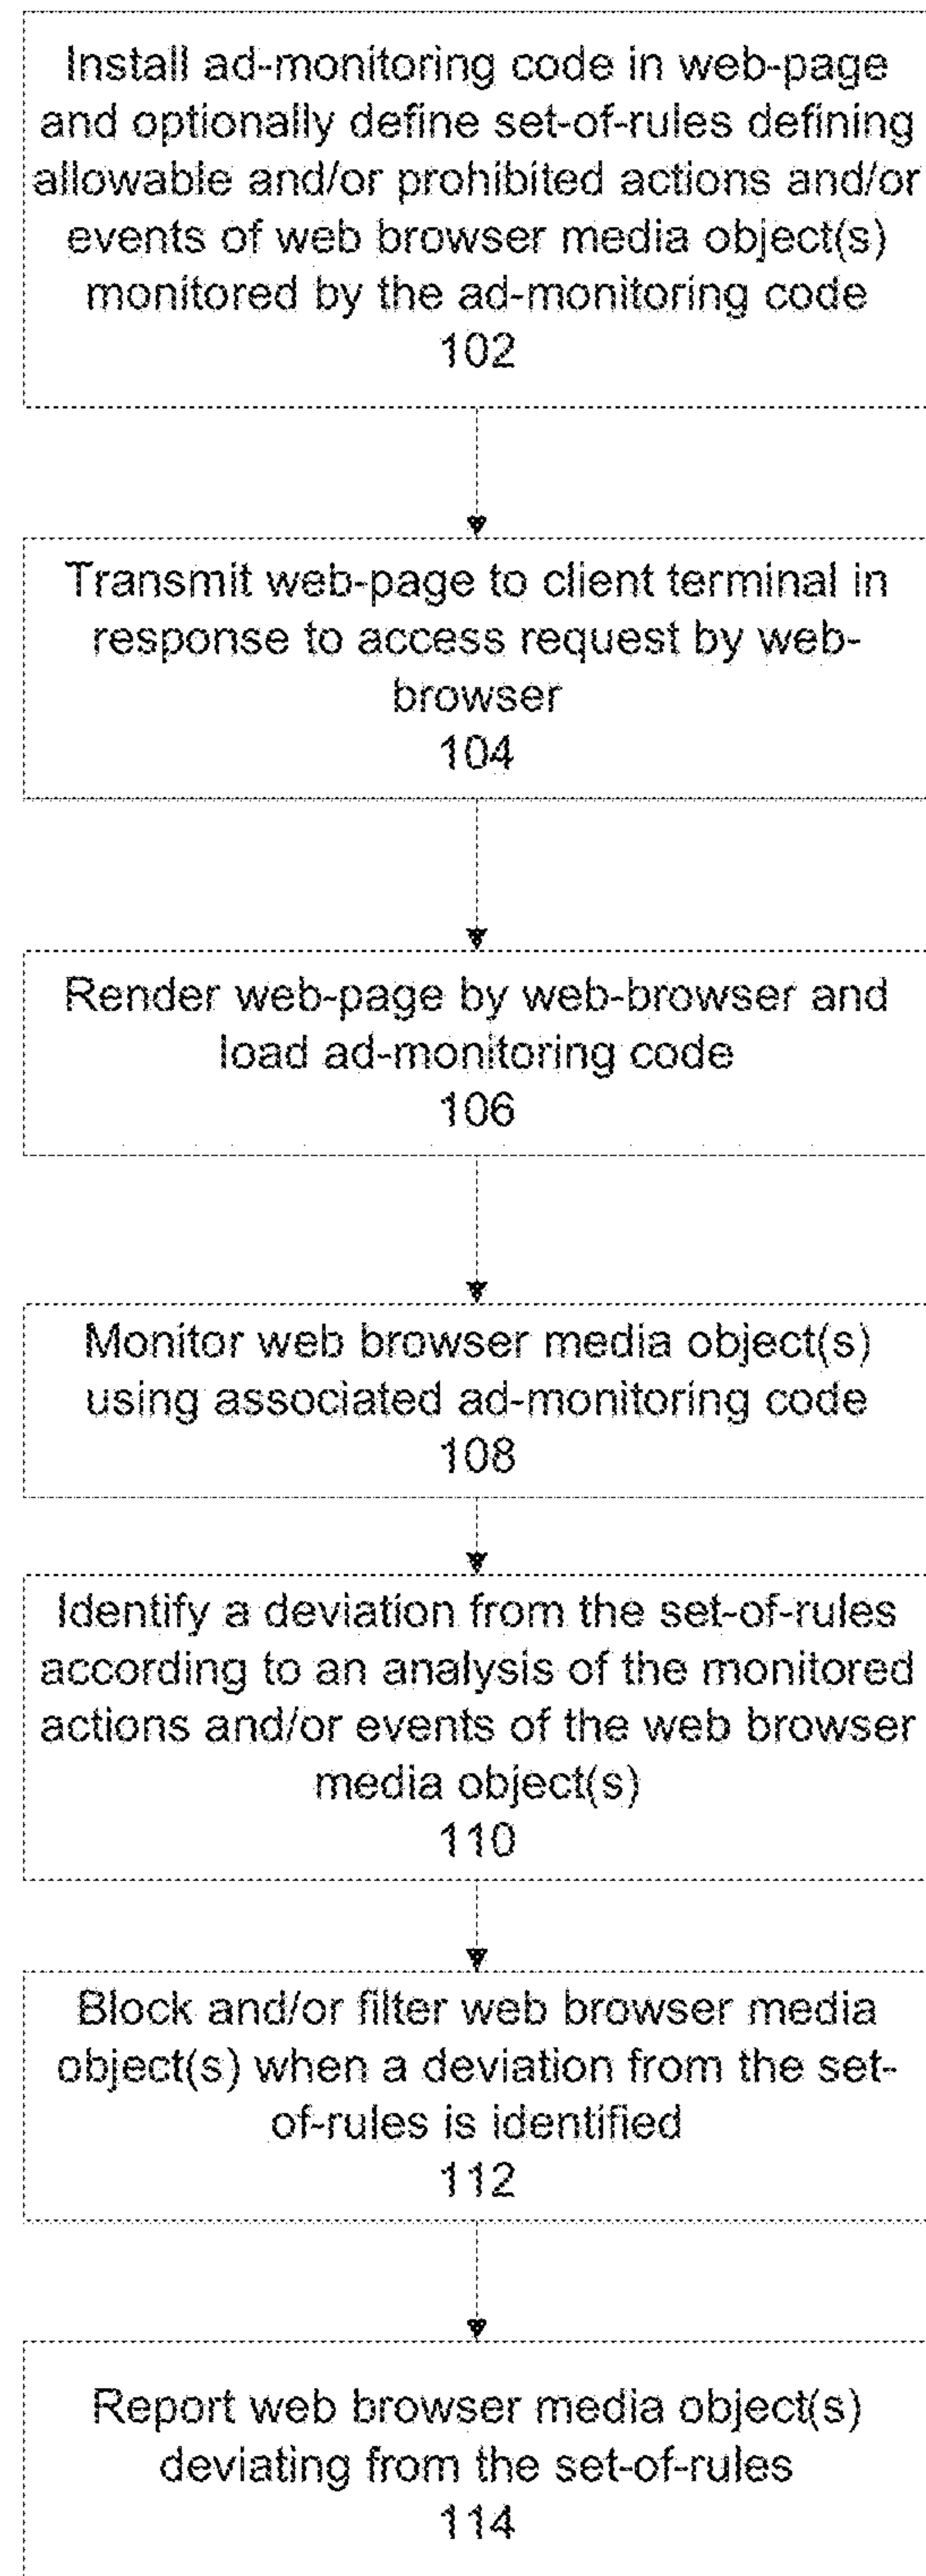 Install ad-monitoring code in web-page
and optionally define set-of-rules defining
allowable and/or prohibited actions and/or
events of web browser media object(s)
monitored by the ad-monitoring code
102
Transmit web-page to client terminal in
response to access request by web-
browser
104
Render web-page by web-browser and
load ad-monitoring code
106
Monitor web browser media object(s)
using associated ad-monitoring code
108
Identify a deviation from the set-of-rules
according to an analysis of the monitored
actions and/or events of the web browser
media object(s)
110
Block and/or filter web browser media
object(s) when a deviation from the set-
of-rules is identified
112
Report web browser media object(s)
deviating from the set-of-rules
114